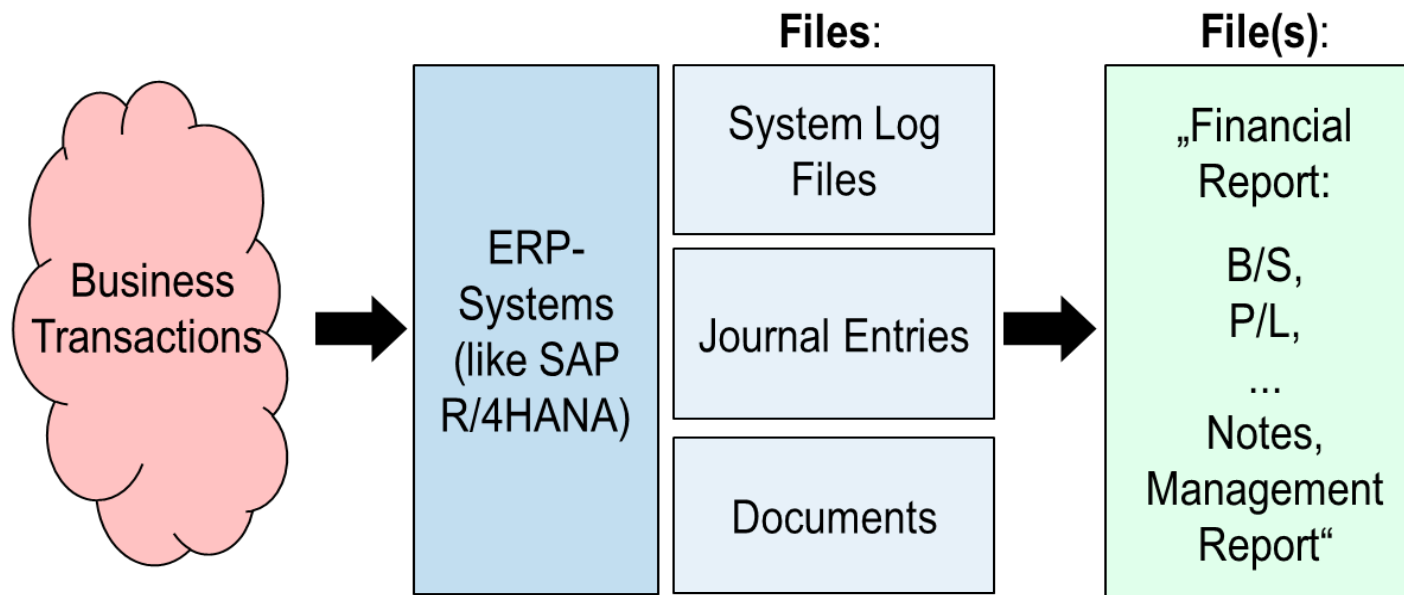 Files:
File(s):
Business
Transactions
ERP-
Systems
(like SAP
R/4HANA)
System Log
Files
Journal Entries
Documents
„Financial
Report:
B/S,
P/L,
...
Notes,
Management
Report“